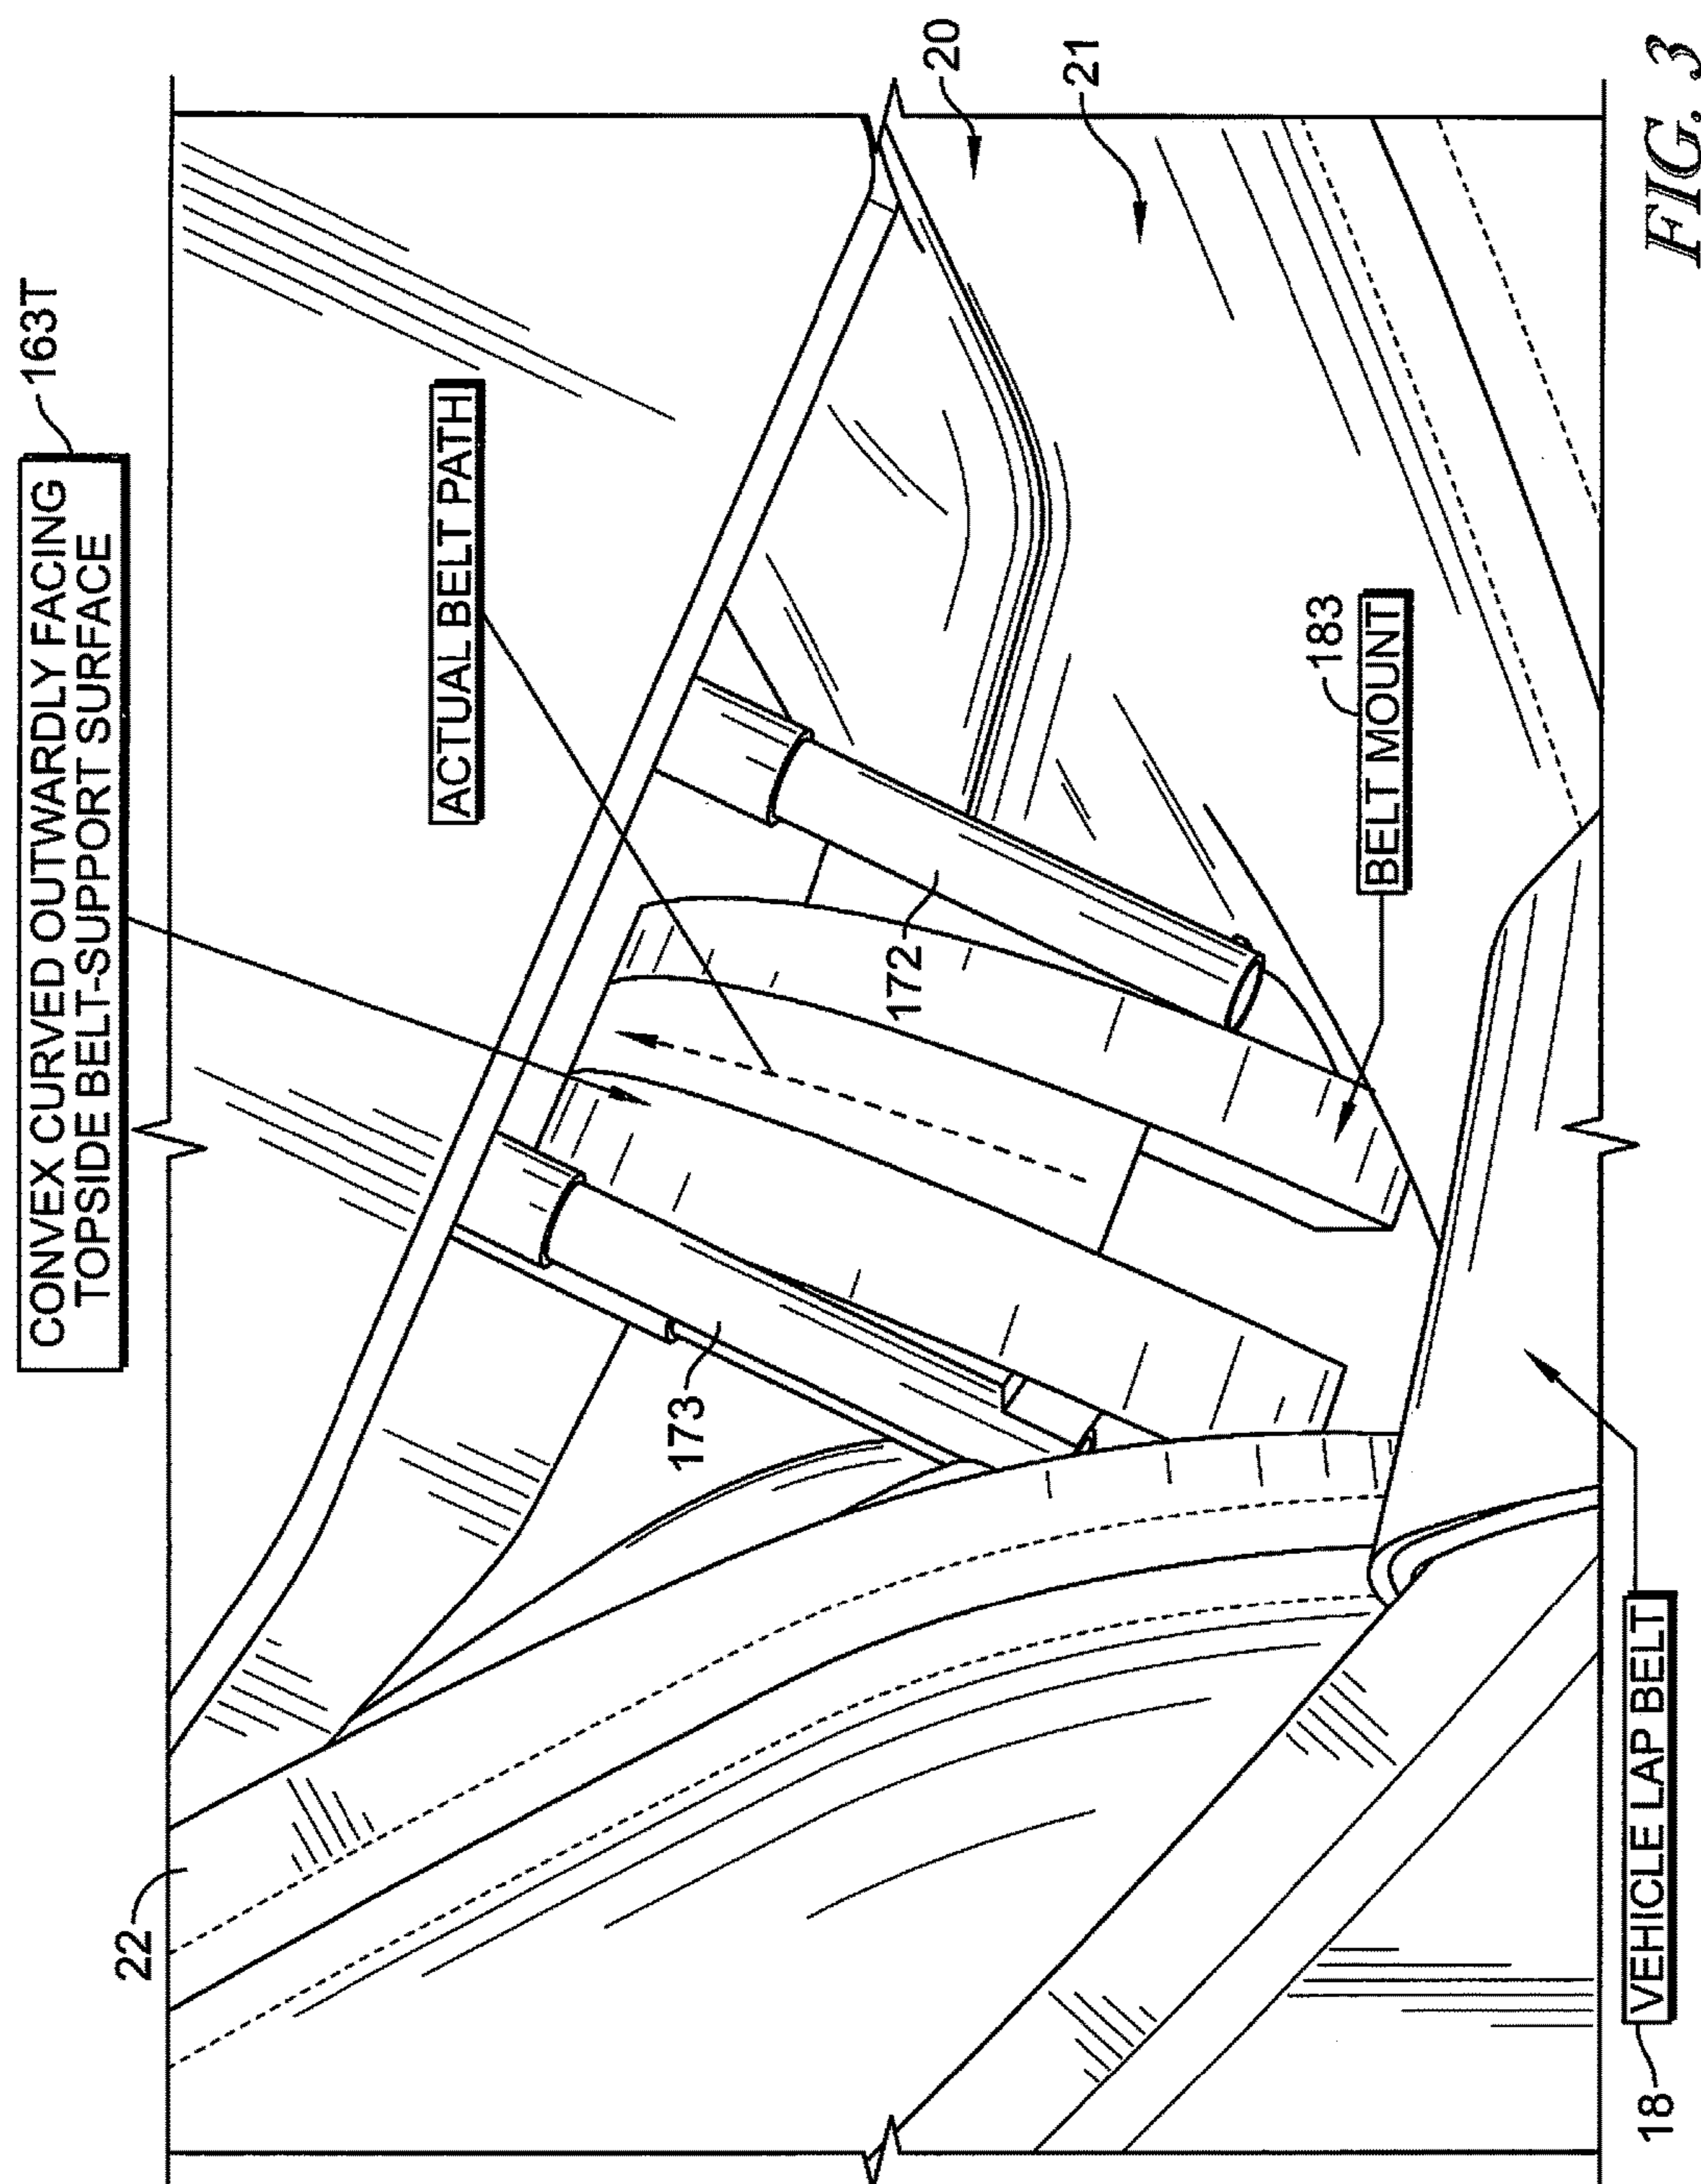 CONVEX CURVED OUTWARDLY FACING
TOPSIDE BELT-SUPPORT SURFACE
163T
ACTUAL BELT PATH
20
21
22
173
172
183
BELT MOUNT
18
VEHICLE LAP BELT
FIG. 3